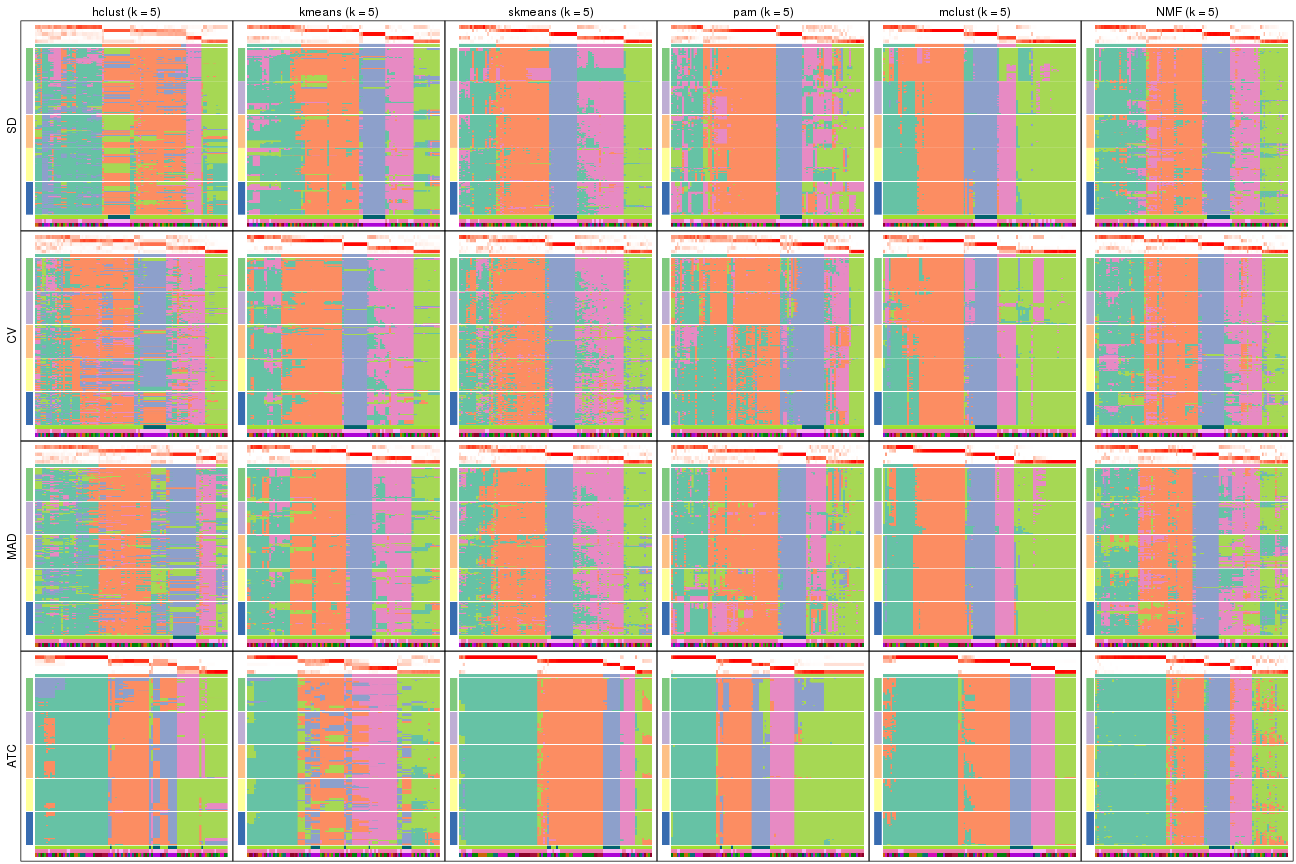 hclust (k = 5) kmeans (k = 5) skmeans (k = 5) pam (k = 5) mclust (k = 5) NMF (k = 5)
SD
CV
MAD
ATC